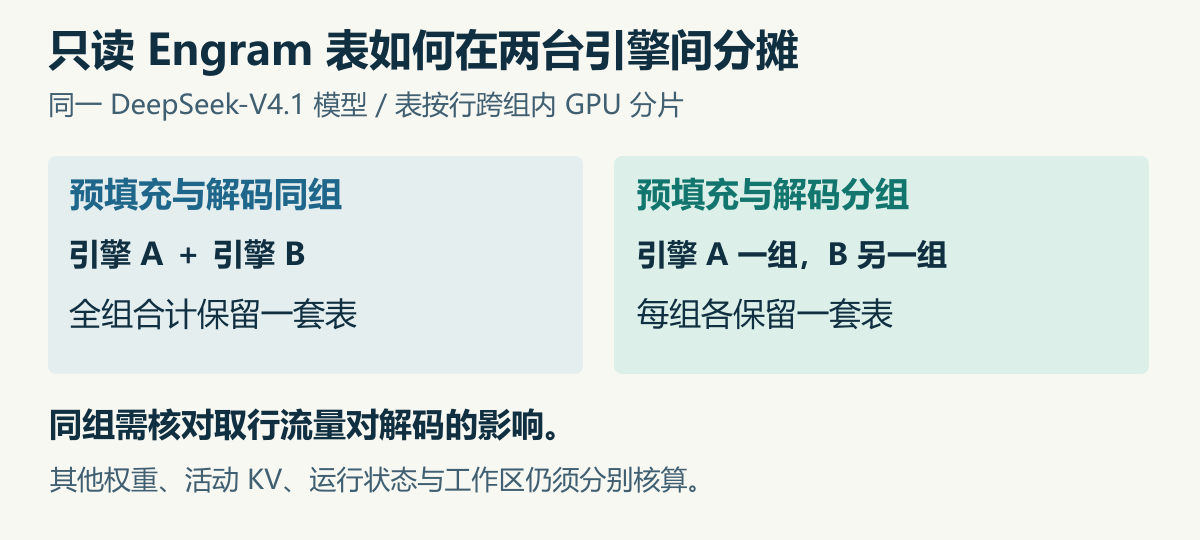 只读 Engram 表如何在两台引擎间分摊
同一 DeepSeek-V4.1 模型 / 表按行跨组内 GPU 分片
预填充与解码同组
引擎 A + 引擎 B
全组合计保留一套表
预填充与解码分组
引擎 A 一组，B 另一组
每组各保留一套表
同组需核对取行流量对解码的影响。
其他权重、活动 KV、运行状态与工作区仍须分别核算。